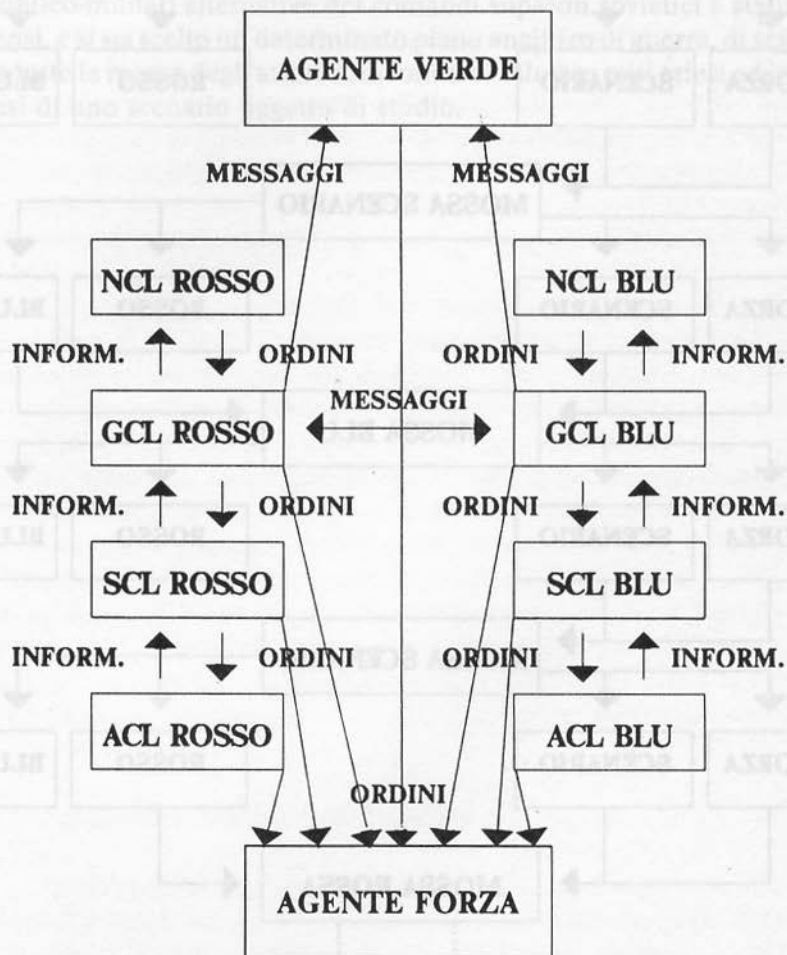 AGENTE VERDE
MESSAGGI MESSAGGI
NCL ROSSO NCL BLU
INFORM. ORDINI ORDINI INFORM.
MESSAGGI
GCL ROSSO GCL BLU
INFORM. ORDINI ORDINI INFORM.
SCL ROSSO SCL BLU
INFORM. ORDINI ORDINI INFORM.
ACL ROSSO ACL BLU
ORDINI
AGENTE FORZA